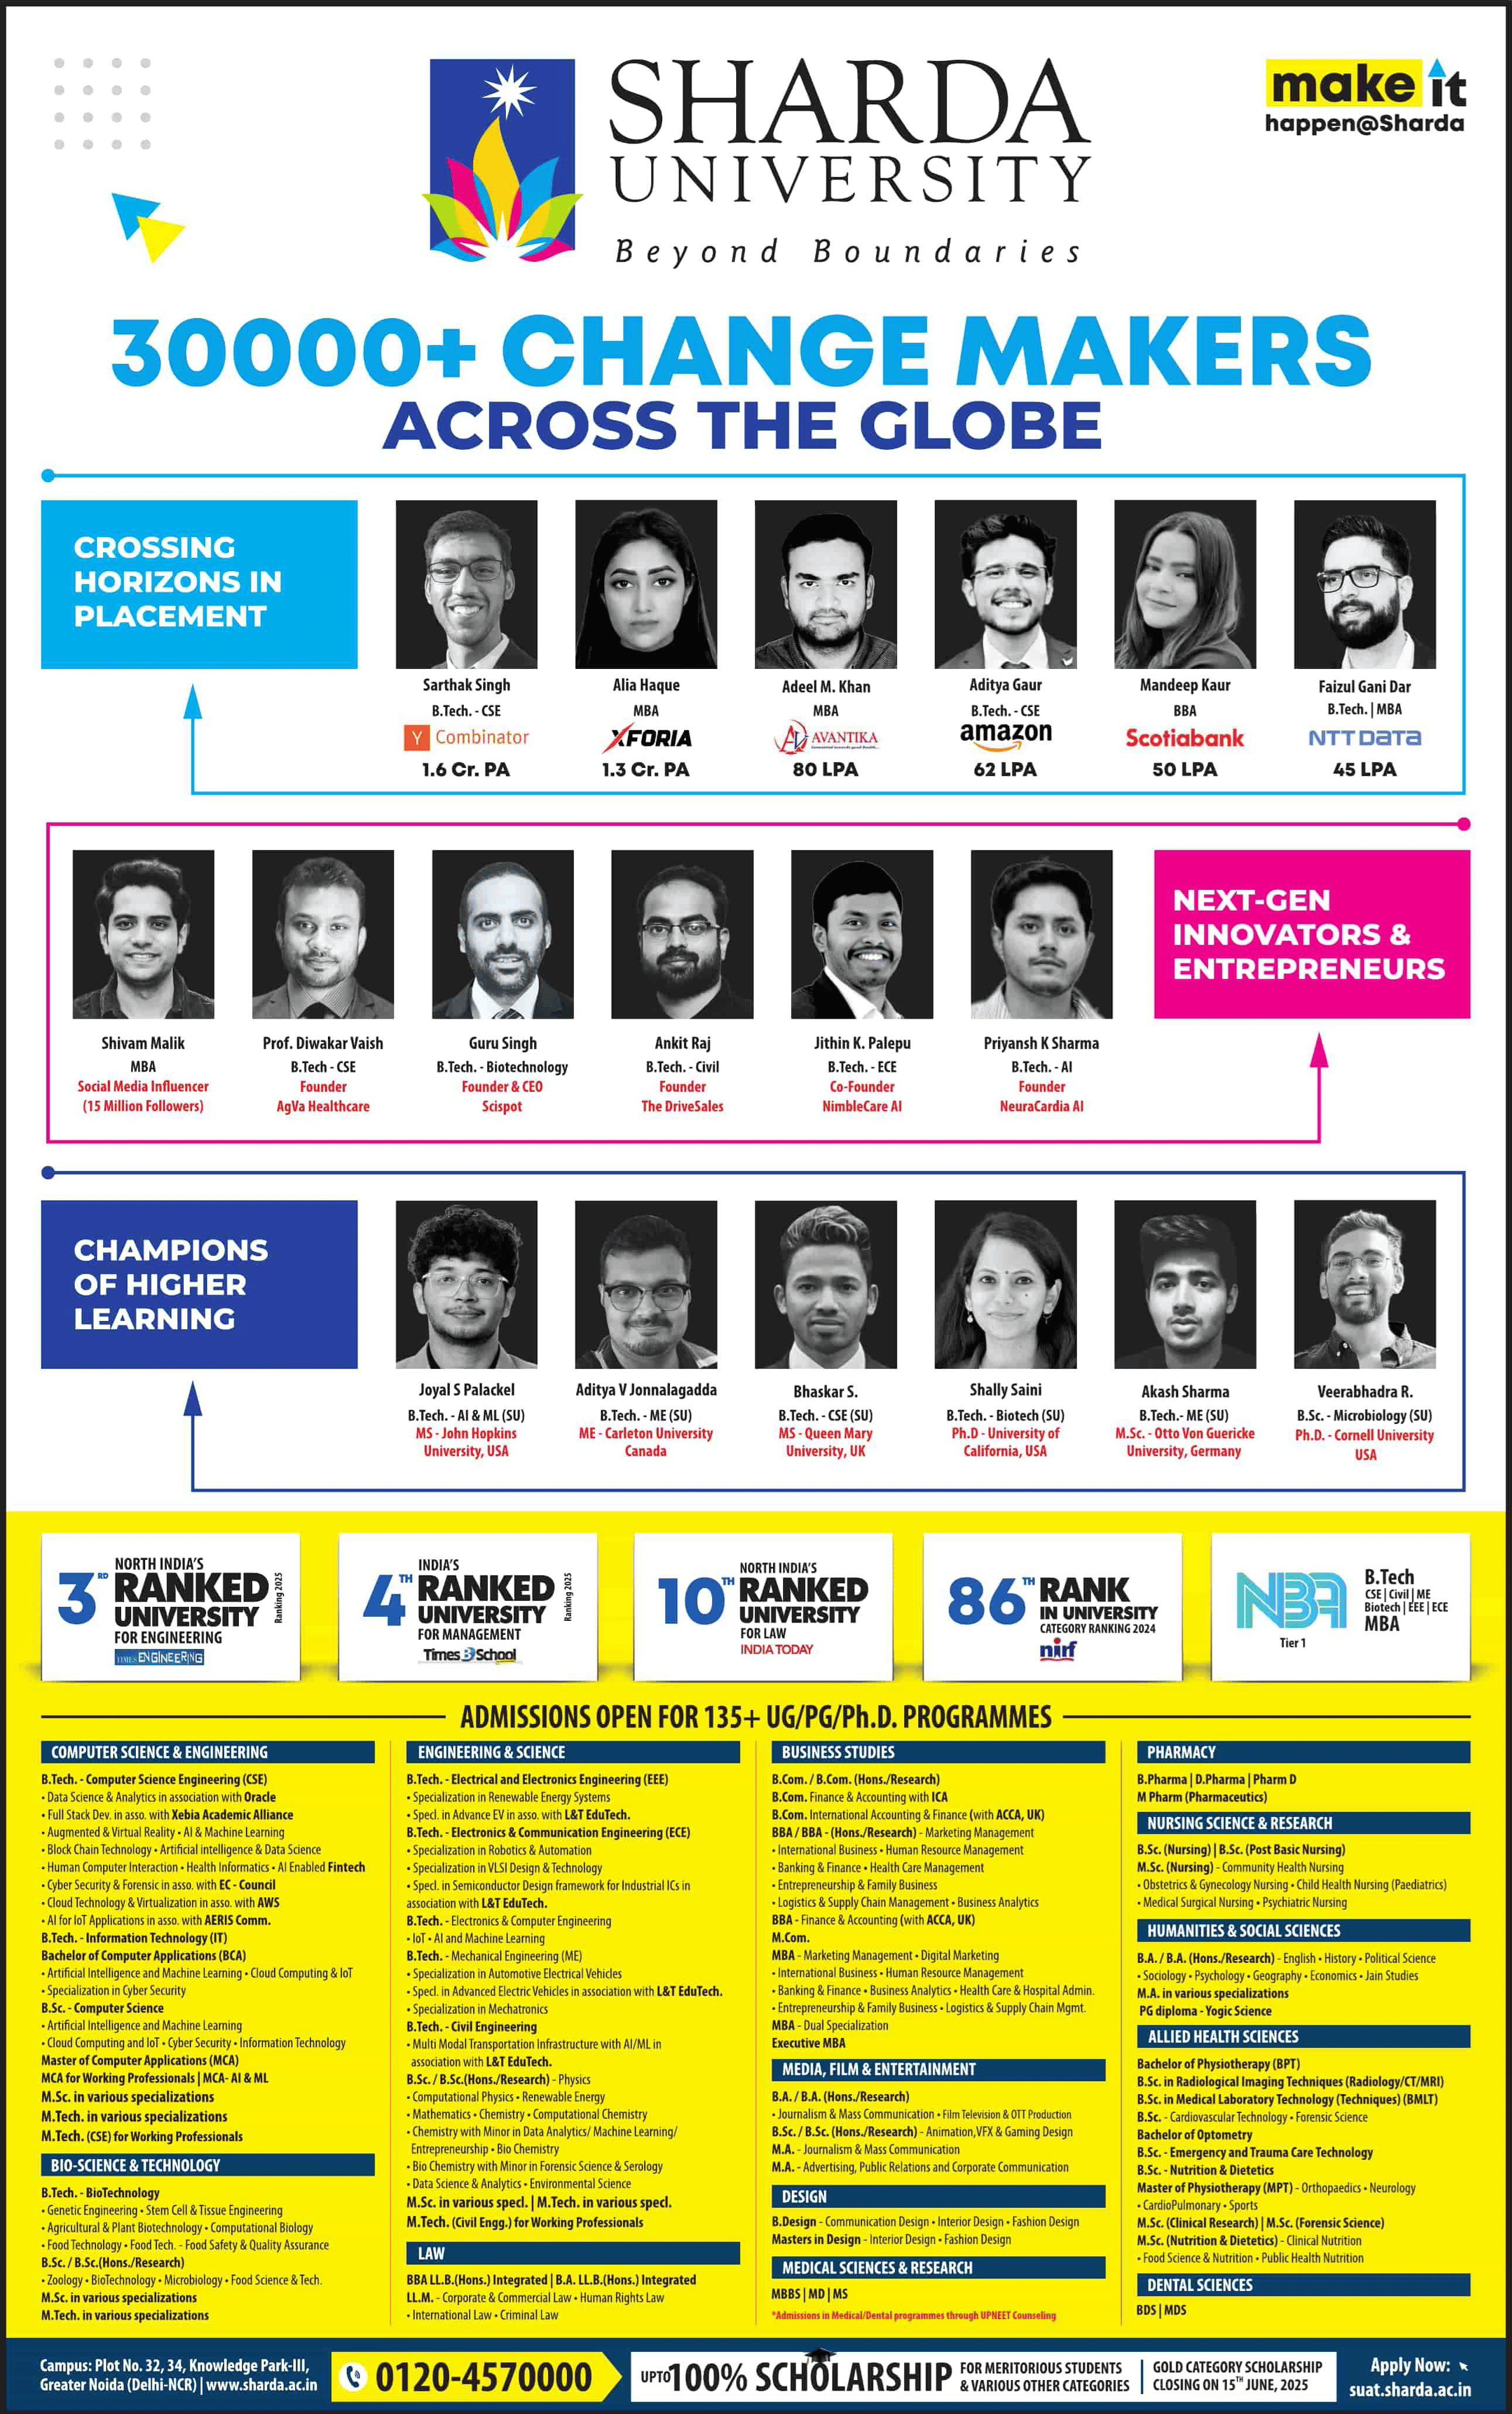 SHARDA
UNIVERSITY
Beyond Boundaries
make it
happen@Sharda
30000+ CHANGE MAKERS
ACROSS THE GLOBE
CROSSING
HORIZONS IN
PLACEMENT
Sarthak Singh
B.Tech. - CSE
Y Combinator
1.6 Cr. PA
Alia Haque
MBA
XFORIA
1.3 Cr. PA
Adeel M. Khan
MBA
AVANTIKA
80 LPA
Aditya Gaur
B.Tech. - CSE
amazon
62 LPA
Mandeep Kaur
BBA
Scotiabank
50 LPA
Faizul Gani Dar
B.Tech. | MBA
NTT DATA
45 LPA
NEXT-GEN
INNOVATORS &
ENTREPRENEURS
Shivam Malik
MBA
Social Media Influencer
(15 Million Followers)
Prof. Diwakar Vaish
B.Tech - CSE
Founder
AgVa Healthcare
Guru Singh
B.Tech. - Biotechnology
Founder & CEO
Scispot
Ankit Raj
B.Tech. - Civil
Founder
The DriveSales
Jithin K. Palepu
B.Tech. - ECE
Co-Founder
NimbleCare AI
Priyansh K Sharma
B.Tech. - AI
Founder
NeuraCardia AI
CHAMPIONS
OF HIGHER
LEARNING
Joyal S Palackel
B.Tech. - AI & ML (SU)
MS - John Hopkins
University, USA
Aditya V Jonnalagadda
B.Tech. - ME (SU)
ME - Carleton University
Canada
Bhaskar S.
B.Tech. - CSE (SU)
MS - Queen Mary
University, UK
Shally Saini
B.Tech. - Biotech (SU)
Ph.D - University of
California, USA
Akash Sharma
B.Tech.- ME (SU)
M.Sc. - Otto Von Guericke
University, Germany
Veerabhadra R.
B.Sc. - Microbiology (SU)
Ph.D. - Cornell University
USA
3RD NORTH INDIA'S
RANKED
UNIVERSITY
FOR ENGINEERING
TIMES ENGINEERING
Ranking 2025
4TH INDIA'S
RANKED
UNIVERSITY
FOR MANAGEMENT
Times B School
Ranking 2025
10TH NORTH INDIA'S
RANKED
UNIVERSITY
FOR LAW
INDIA TODAY
86TH RANK
IN UNIVERSITY
CATEGORY RANKING 2024
nirf
NBA
Tier 1
B.Tech
CSE | Civil | ME
Biotech | EEE | ECE
MBA
ADMISSIONS OPEN FOR 135+ UG/PG/Ph.D. PROGRAMMES
COMPUTER SCIENCE & ENGINEERING
B.Tech. - Computer Science Engineering (CSE)
• Data Science & Analytics in association with Oracle
• Full Stack Dev. in asso. with Xebia Academic Alliance
• Augmented & Virtual Reality • AI & Machine Learning
• Block Chain Technology • Artificial intelligence & Data Science
• Human Computer Interaction • Health Informatics • AI Enabled Fintech
• Cyber Security & Forensic in asso. with EC - Council
• Cloud Technology & Virtualization in asso. with AWS
• AI for IoT Applications in asso. with AERIS Comm.
B.Tech. - Information Technology (IT)
Bachelor of Computer Applications (BCA)
• Artificial Intelligence and Machine Learning • Cloud Computing & IoT
• Specialization in Cyber Security
B.Sc. - Computer Science
• Artificial Intelligence and Machine Learning
• Cloud Computing and IoT • Cyber Security • Information Technology
Master of Computer Applications (MCA)
MCA for Working Professionals | MCA- AI & ML
M.Sc. in various specializations
M.Tech. in various specializations
M.Tech. (CSE) for Working Professionals
BIO-SCIENCE & TECHNOLOGY
B.Tech. - BioTechnology
• Genetic Engineering • Stem Cell & Tissue Engineering
• Agricultural & Plant Biotechnology • Computational Biology
• Food Technology • Food Tech. - Food Safety & Quality Assurance
B.Sc. / B.Sc.(Hons./Research)
• Zoology • BioTechnology • Microbiology • Food Science & Tech.
M.Sc. in various specializations
M.Tech. in various specializations
ENGINEERING & SCIENCE
B.Tech. - Electrical and Electronics Engineering (EEE)
• Specialization in Renewable Energy Systems
• Specl. in Advance EV in asso. with L&T EduTech.
B.Tech. - Electronics & Communication Engineering (ECE)
• Specialization in Robotics & Automation
• Specialization in VLSI Design & Technology
• Specl. in Semiconductor Design framework for Industrial ICs in
association with L&T EduTech.
B.Tech. - Electronics & Computer Engineering
• IoT • AI and Machine Learning
B.Tech. - Mechanical Engineering (ME)
• Specialization in Automotive Electrical Vehicles
• Specl. in Advanced Electric Vehicles in association with L&T EduTech.
• Specialization in Mechatronics
B.Tech. - Civil Engineering
• Multi Modal Transportation Infrastructure with AI/ML in
association with L&T EduTech.
B.Sc. / B.Sc.(Hons./Research) - Physics
• Computational Physics • Renewable Energy
• Mathematics • Chemistry • Computational Chemistry
• Chemistry with Minor in Data Analytics/ Machine Learning/
Entrepreneurship • Bio Chemistry
• Bio Chemistry with Minor in Forensic Science & Serology
• Data Science & Analytics • Environmental Science
M.Sc. in various specl. | M.Tech. in various specl.
M.Tech. (Civil Engg.) for Working Professionals
LAW
BBA LL.B.(Hons.) Integrated | B.A. LL.B.(Hons.) Integrated
LL.M. - Corporate & Commercial Law • Human Rights Law
• International Law • Criminal Law
BUSINESS STUDIES
B.Com. / B.Com. (Hons./Research)
B.Com. Finance & Accounting with ICA
B.Com. International Accounting & Finance (with ACCA, UK)
BBA / BBA - (Hons./Research) - Marketing Management
• International Business • Human Resource Management
• Banking & Finance • Health Care Management
• Entrepreneurship & Family Business
• Logistics & Supply Chain Management • Business Analytics
BBA - Finance & Accounting (with ACCA, UK)
M.Com.
MBA - Marketing Management • Digital Marketing
• International Business • Human Resource Management
• Banking & Finance • Business Analytics • Health Care & Hospital Admin.
• Entrepreneurship & Family Business • Logistics & Supply Chain Mgmt.
MBA - Dual Specialization
Executive MBA
MEDIA, FILM & ENTERTAINMENT
B.A. / B.A. (Hons./Research)
• Journalism & Mass Communication • Film Television & OTT Production
B.Sc. / B.Sc. (Hons./Research) - Animation,VFX & Gaming Design
M.A. - Journalism & Mass Communication
M.A. - Advertising, Public Relations and Corporate Communication
DESIGN
B.Design - Communication Design • Interior Design • Fashion Design
Masters in Design - Interior Design • Fashion Design
MEDICAL SCIENCES & RESEARCH
MBBS | MD | MS
*Admissions in Medical/Dental programmes through UPNEET Counseling
PHARMACY
B.Pharma | D.Pharma | Pharm D
M Pharm (Pharmaceutics)
NURSING SCIENCE & RESEARCH
B.Sc. (Nursing) | B.Sc. (Post Basic Nursing)
M.Sc. (Nursing) - Community Health Nursing
• Obstetrics & Gynecology Nursing • Child Health Nursing (Paediatrics)
• Medical Surgical Nursing • Psychiatric Nursing
HUMANITIES & SOCIAL SCIENCES
B.A. / B.A. (Hons./Research) - English • History • Political Science
• Sociology • Psychology • Geography • Economics • Jain Studies
M.A. in various specializations
PG diploma - Yogic Science
ALLIED HEALTH SCIENCES
Bachelor of Physiotherapy (BPT)
B.Sc. in Radiological Imaging Techniques (Radiology/CT/MRI)
B.Sc. in Medical Laboratory Technology (Techniques) (BMLT)
B.Sc. - Cardiovascular Technology • Forensic Science
Bachelor of Optometry
B.Sc. - Emergency and Trauma Care Technology
B.Sc. - Nutrition & Dietetics
Master of Physiotherapy (MPT) - Orthopaedics • Neurology
• CardioPulmonary • Sports
M.Sc. (Clinical Research) | M.Sc. (Forensic Science)
M.Sc. (Nutrition & Dietetics) - Clinical Nutrition
• Food Science & Nutrition • Public Health Nutrition
DENTAL SCIENCES
BDS | MDS
Campus: Plot No. 32, 34, Knowledge Park-III,
Greater Noida (Delhi-NCR) | www.sharda.ac.in
0120-4570000
UPTO 100% SCHOLARSHIP
FOR MERITORIOUS STUDENTS
& VARIOUS OTHER CATEGORIES
GOLD CATEGORY SCHOLARSHIP
CLOSING ON 15TH JUNE, 2025
Apply Now:
suat.sharda.ac.in